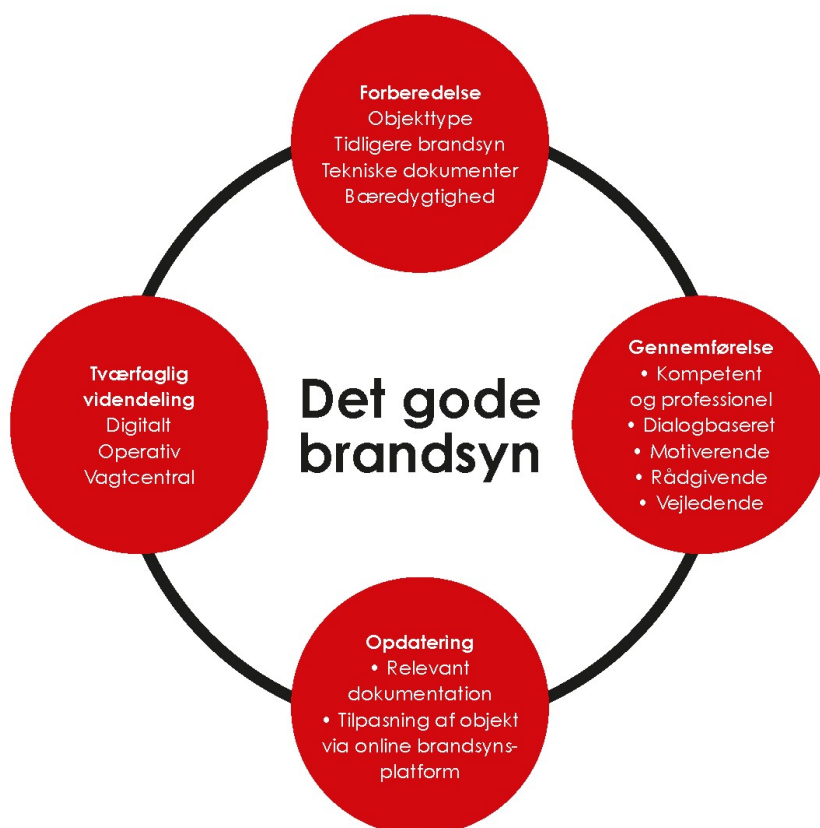 Forberedelse
Objekttype
Tidligere brandsyn
Tekniske dokumenter
Bæredygtighed
Gennemførelse
• Kompetent
og professionel
• Dialogbaseret
• Motiverende
• Rådgivende
• Vejledende
Tværfaglig
videndeling
Digitalt
Operativ
Vagtcentral
Det gode
brandsyn
Opdatering
• Relevant
dokumentation
• Tilpasning af objekt
via online brandsyns-
platform